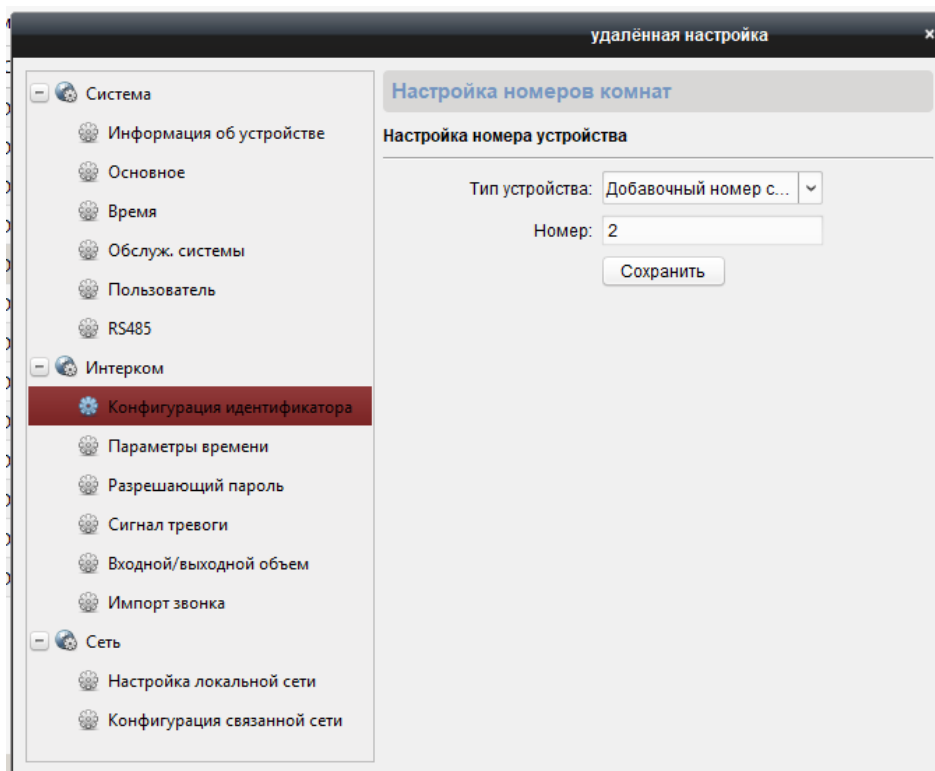 удалённая настройка
Система
Информация об устройстве
Основное
Время
Обслуж. системы
Пользователь
RS485
Интерком
Конфигурация идентификатора
Параметры времени
Разрешающий пароль
Сигнал тревоги
Входной/выходной объем
Импорт звонка
Сеть
Настройка локальной сети
Конфигурация связанной сети
Настройка номеров комнат
Настройка номера устройства
Тип устройства: Добавочный номер с...
Номер: 2
Сохранить